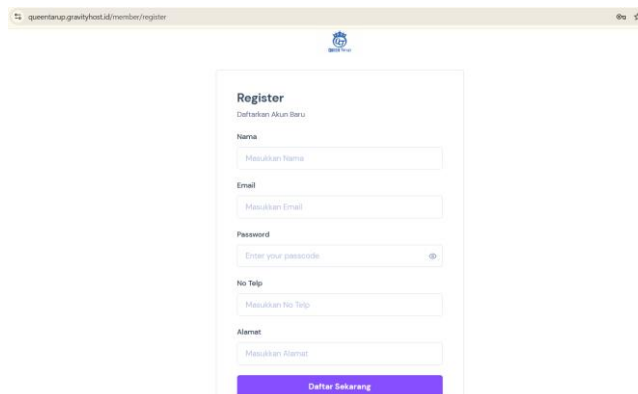 queentarup.gravityhost.id/member/register
Register
Daftarkan Akun Baru
Nama
Masukkan Nama
Email
Masukkan Email
Password
Enter your passcode
No Telp
Masukkan No Telp
Alamat
Masukkan Alamat
Daftar Sekarang